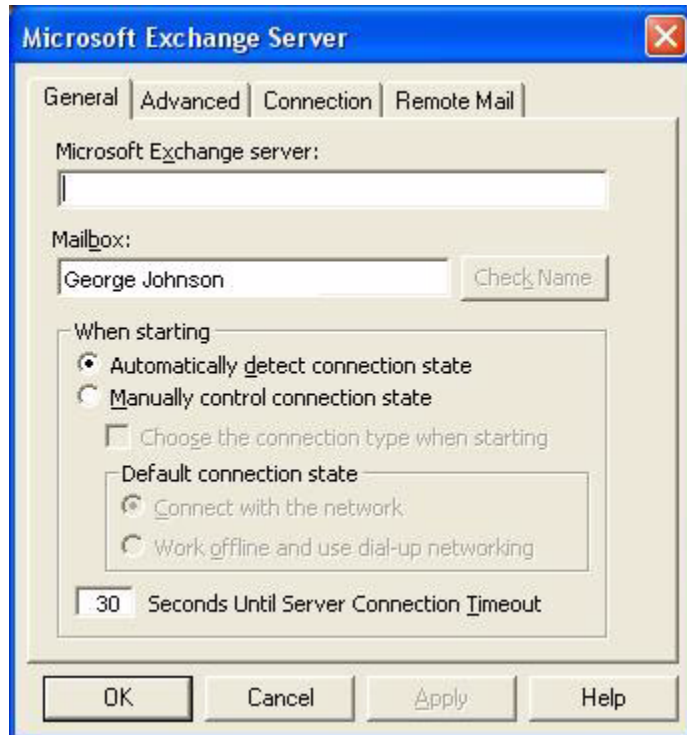 Microsoft Exchange Server
General Advanced Connection Remote Mail
Microsoft Exchange server:
Mailbox:
George Johnson Check Name
When starting
Automatically detect connection state
Manually control connection state
Choose the connection type when starting
Default connection state
Connect with the network
Work offline and use dial-up networking
30 Seconds Until Server Connection Timeout
OK Cancel Apply Help